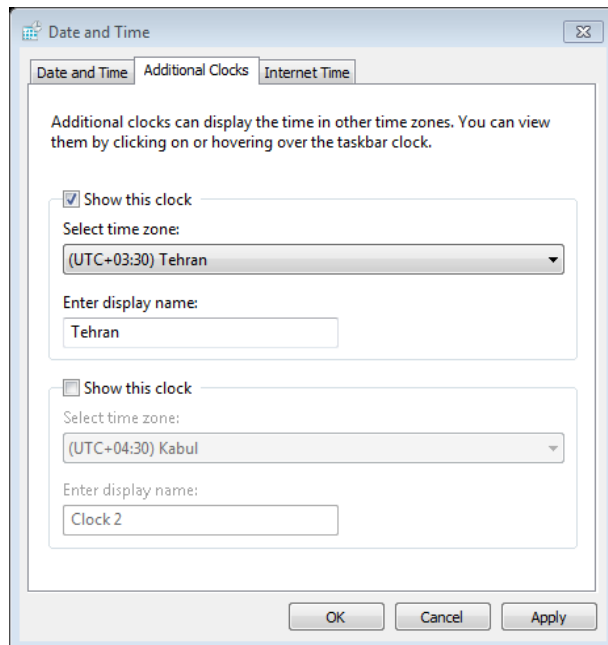 Date and Time
Date and Time Additional Clocks Internet Time
Additional clocks can display the time in other time zones. You can view
them by clicking on or hovering over the taskbar clock.
Show this clock
Select time zone:
(UTC+03:30) Tehran
Enter display name:
Tehran
Show this clock
Select time zone:
(UTC+04:30) Kabul
Enter display name:
Clock 2
OK Cancel Apply